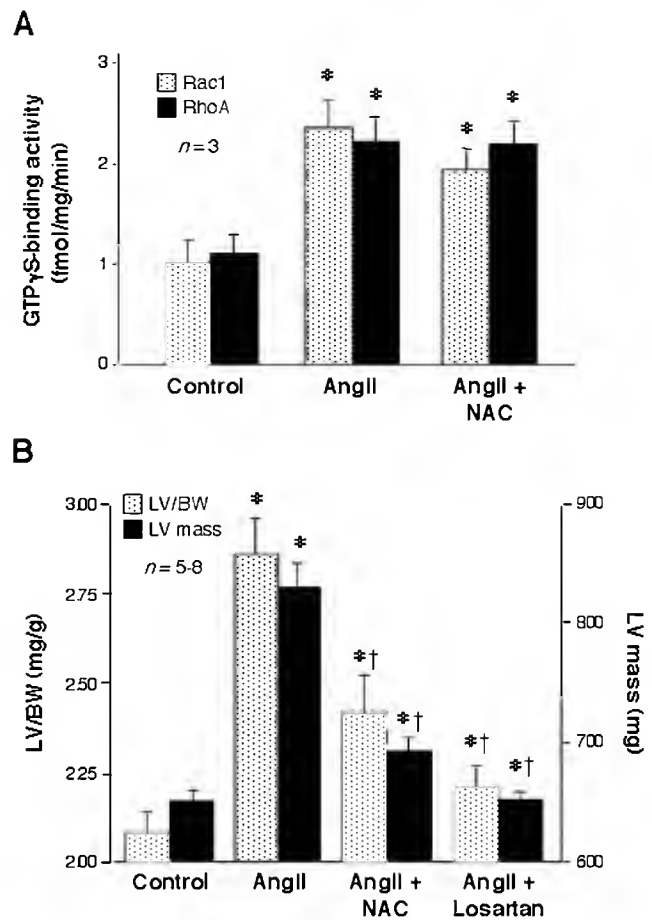 A
GTPγS-binding activity
(fmol/mg/min)
3
2
1
0
Rac1
RhoA
n=3
* *
* *
Control
AngII
AngII +
NAC
B
LV/BW (mg/g)
3.00
2.75
2.50
2.25
2.00
LV/BW
LV mass
n=5-8
* *
*† *†
*† *†
900
800
700
600
LV mass
(mg)
Control
AngII
AngII +
NAC
AngII +
Losartan